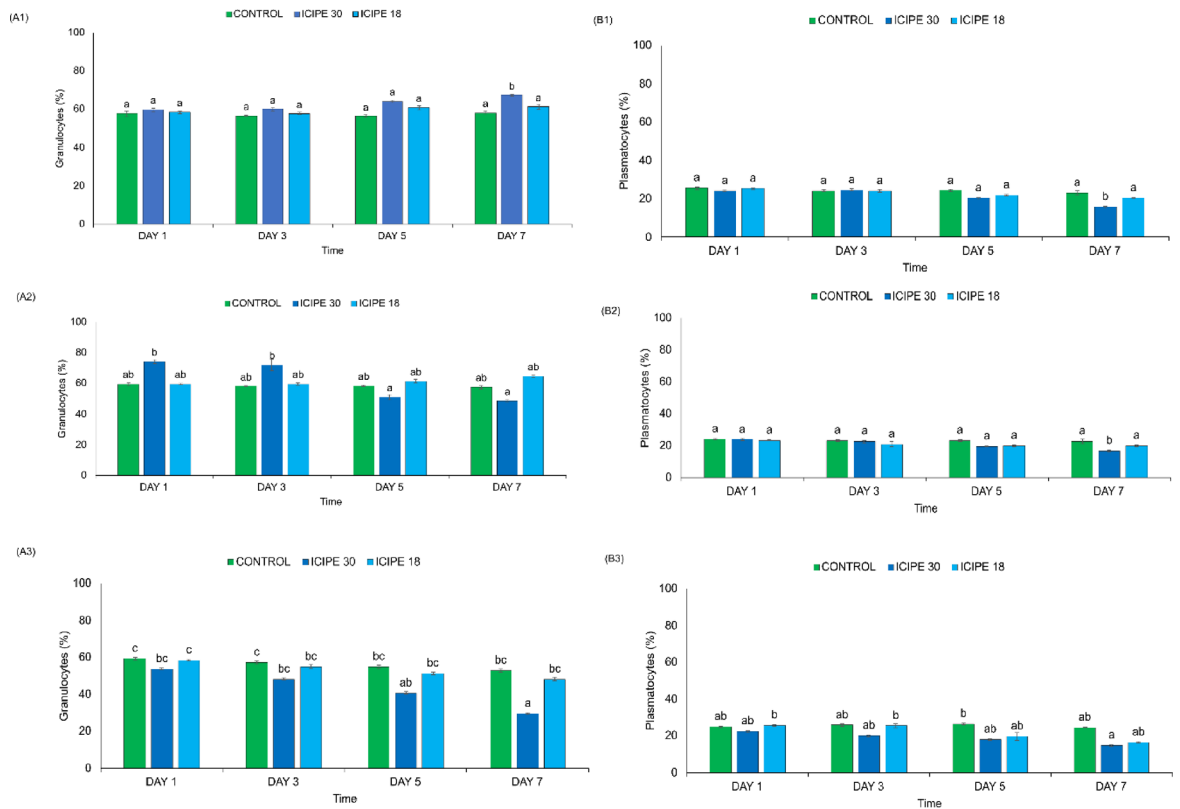 (A1)
CONTROL ICIPE 30 ICIPE 18
Granulocytes (%)
100
80
60
40
20
0
a a a a a a a a a a b a
DAY 1 DAY 3 DAY 5 DAY 7
Time
(B1)
CONTROL ICIPE 30 ICIPE 18
Plasmatocytes (%)
100
80
60
40
20
0
a a a a a a a a a a b a
DAY 1 DAY 3 DAY 5 DAY 7
Time
(A2)
CONTROL ICIPE 30 ICIPE 18
Granulocytes (%)
100
80
60
40
20
0
ab b ab ab b ab ab a ab ab a ab
DAY 1 DAY 3 DAY 5 DAY 7
Time
(B2)
CONTROL ICIPE 30 ICIPE 18
Plasmatocytes (%)
100
80
60
40
20
0
a a a a a a a a a a b a
DAY 1 DAY 3 DAY 5 DAY 7
Time
(A3)
CONTROL ICIPE 30 ICIPE 18
Granulocytes (%)
100
80
60
40
20
0
c bc c c bc bc bc ab bc bc a bc
DAY 1 DAY 3 DAY 5 DAY 7
Time
(B3)
CONTROL ICIPE 30 ICIPE 18
Plasmatocytes (%)
100
80
60
40
20
0
ab ab b ab ab b b ab ab ab a ab
DAY 1 DAY 3 DAY 5 DAY 7
Time